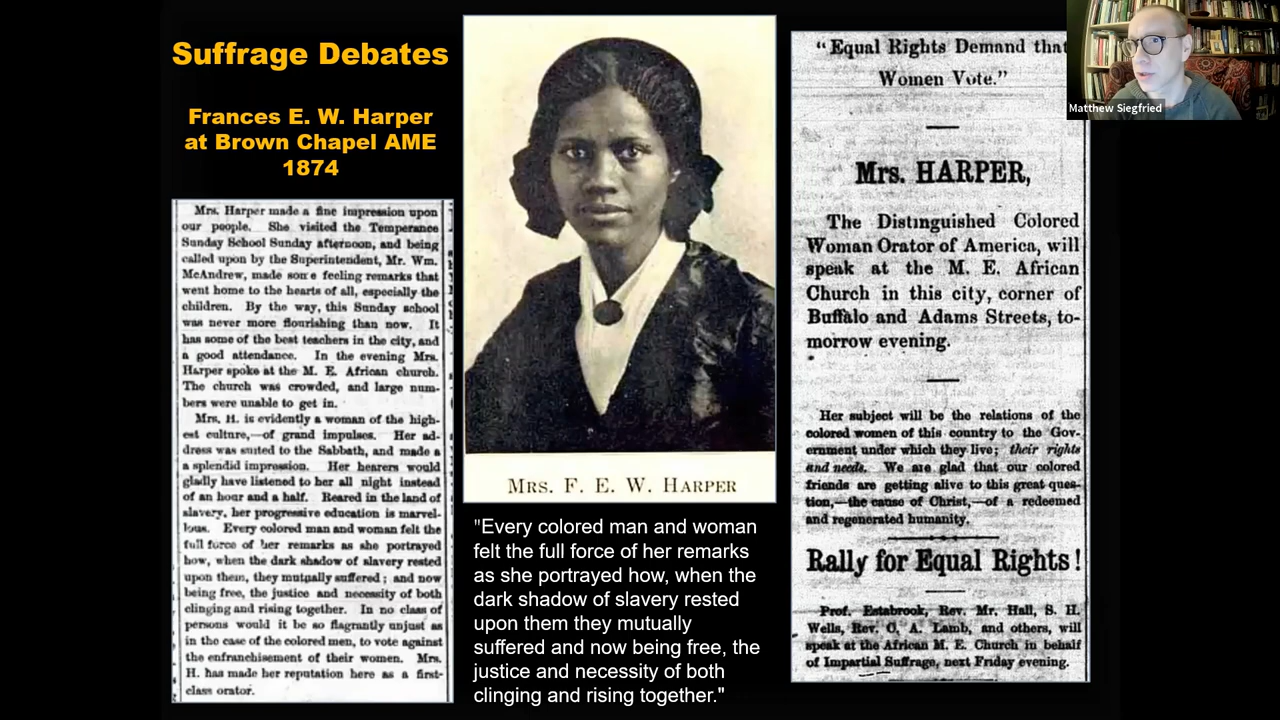 Suffrage Debates
Frances E. W. Harper
at Brown Chapel AME
1874
Mrs. Harper made a fine impression upon
our people. She visited the Temperance
Sunday School Sunday afternoon, and being
called upon by the Superintendent, Mr. Wm.
McAndrew, made some feeling remarks that
went home to the hearts of all, especially the
children. By the way, this Sunday school
was never more flourishing than now. It
has some of the best teachers in the city, and
a good attendance. In the evening Mrs.
Harper spoke at the M. E. African church.
The church was crowded, and large num-
bers were unable to get in.
Mrs. H. is evidently a woman of the high-
est culture,—of grand impulses. Her ad-
dress was suited to the Sabbath, and made a
a splendid impression. Her hearers would
gladly have listened to her all night instead
of an hour and a half. Reared in the land of
slavery, her progressive education is marvel-
lous. Every colored man and woman felt the
full force of her remarks as she portrayed
how, when the dark shadow of slavery rested
upon them, they mutually suffered; and now
being free, the justice and necessity of both
clinging and rising together. In no class of
persons would it be so flagrantly unjust as
in the case of the colored men, to vote against
the enfranchisement of their women. Mrs.
H. has made her reputation here as a first-
class orator.
MRS. F. E. W. HARPER
"Every colored man and woman
felt the full force of her remarks
as she portrayed how, when the
dark shadow of slavery rested
upon them they mutually
suffered and now being free, the
justice and necessity of both
clinging and rising together."
"Equal Rights Demand that
Women Vote."
Mrs. HARPER,
The Distinguished Colored
Woman Orator of America, will
speak at the M. E. African
Church in this city, corner of
Buffalo and Adams Streets, to-
morrow evening.
Her subject will be the relations of the
colored women of this country to the Gov-
ernment under which they live; their rights
and needs. We are glad that our colored
friends are getting alive to this great ques-
tion,—the cause of Christ,—of a redeemed
and regenerated humanity.
Rally for Equal Rights!
Prof. Estabrook, Rev. Mr. Hall, S. H.
Wells, Rev. C. A. Lamb, and others, will
speak at the African M. E. Church in behalf
of Impartial Suffrage, next Friday evening.
Matthew Siegfried